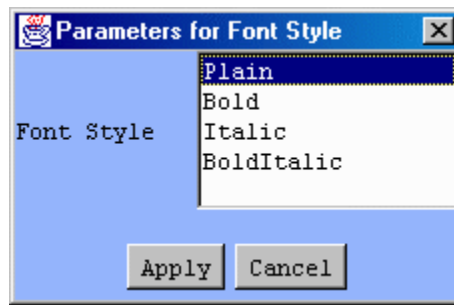 Parameters for Font Style
Plain
Bold
Font Style
Italic
BoldItalic
Apply
Cancel